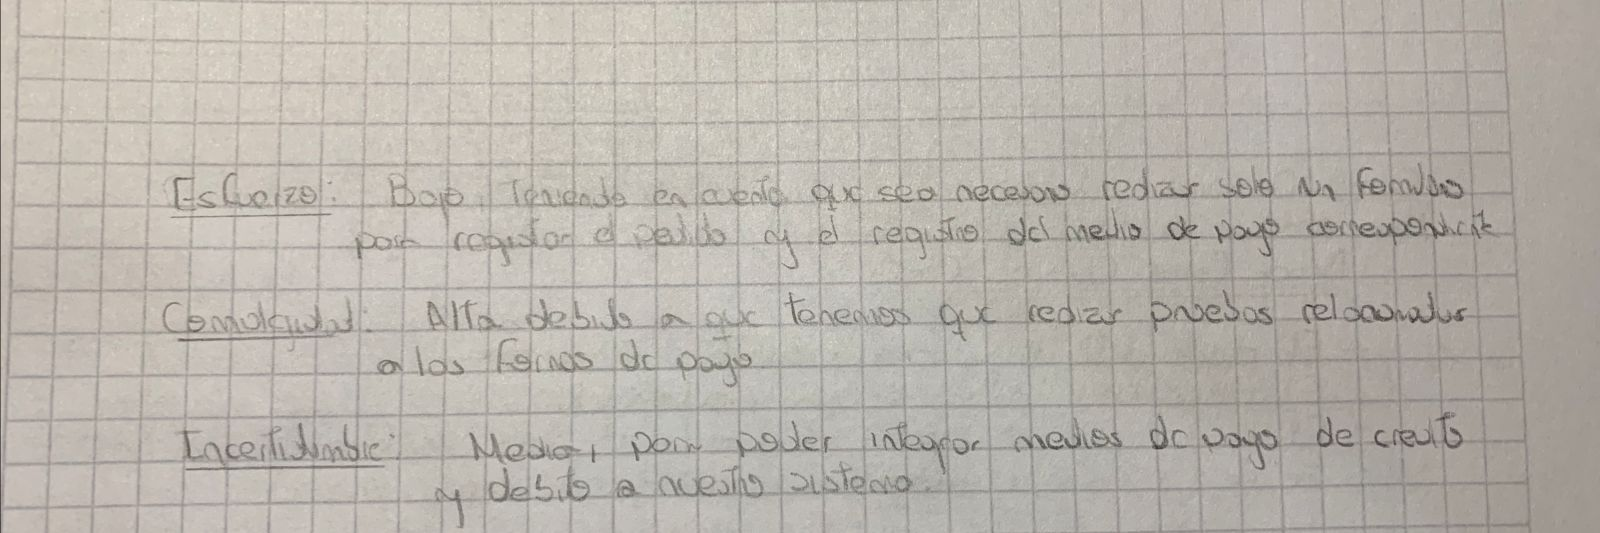 Esfuerzo: Bajo, Teniendo en cuenta que sea necesario realizar solo un Formulario
para registrar el pedido y el registro del medio de pago correspondiente
Complejidad: Alta debido a que tenemos que realizar pruebas relacionadas
a las formas de pago
Incertidumbre: Media, para poder integrar medios de pago de credito
y debito a nuestro sistema.